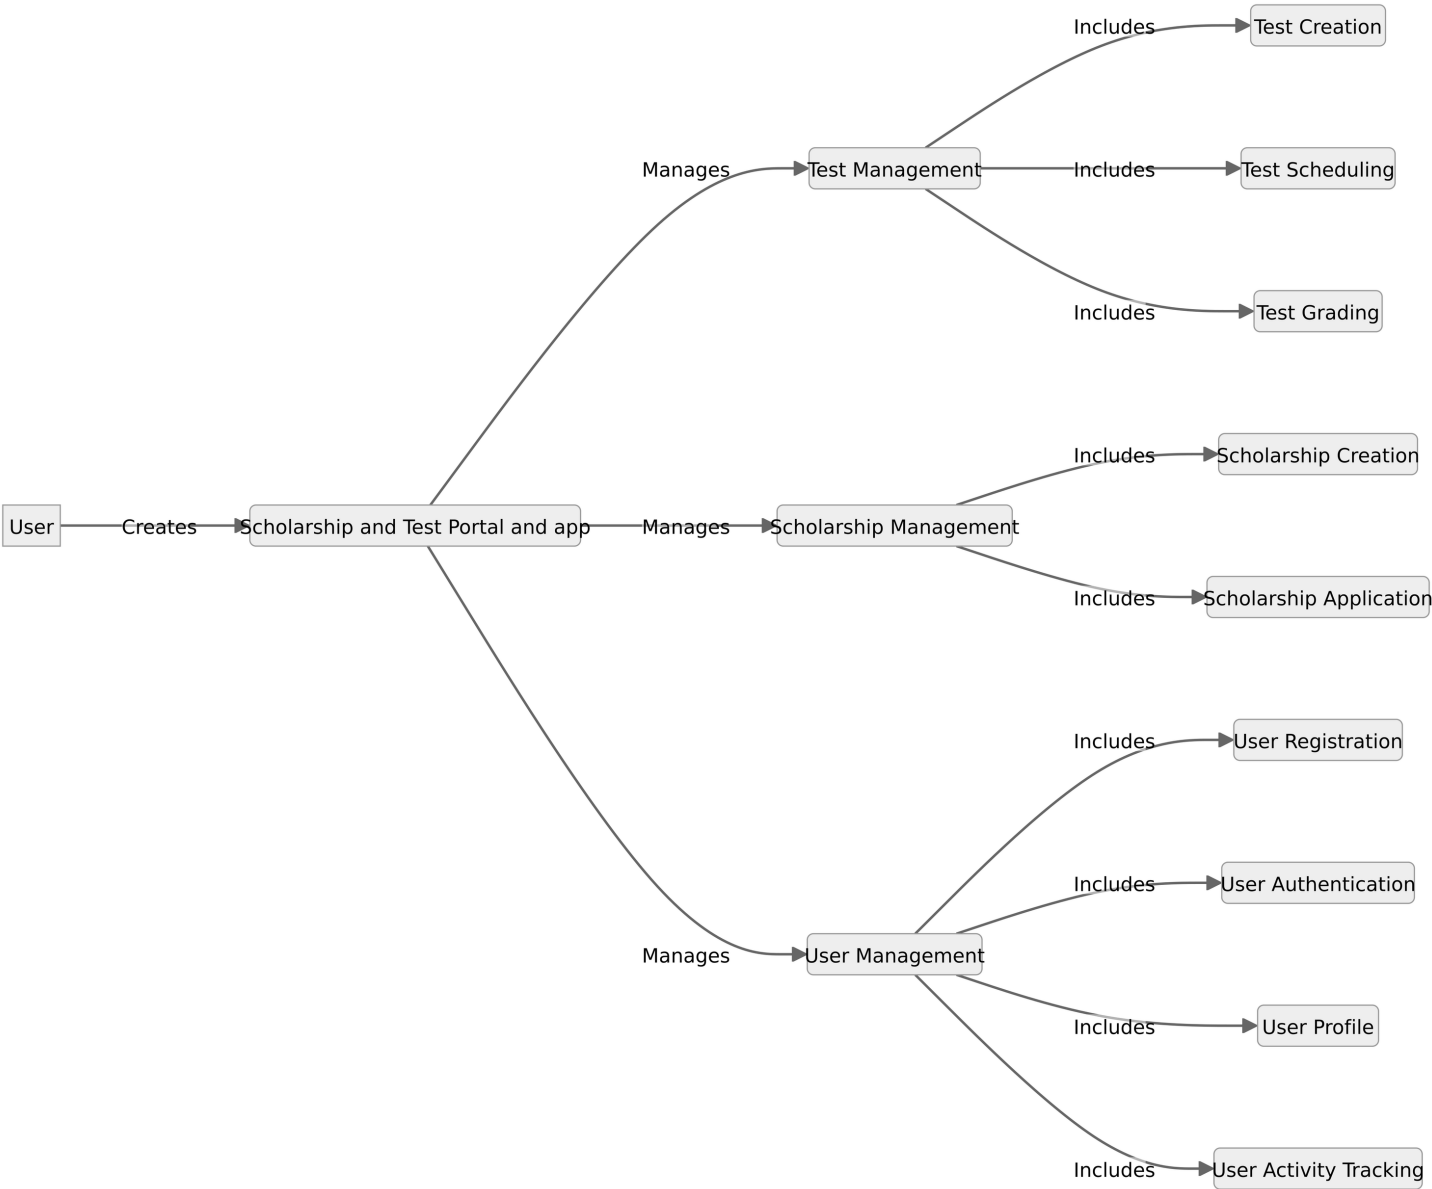 Includes
Test Creation
Manages
Test Management
Includes
Test Scheduling
Includes
Test Grading
Includes
Scholarship Creation
User
Creates
Scholarship and Test Portal and app
Manages
Scholarship Management
Includes
Scholarship Application
Includes
User Registration
Includes
User Authentication
Manages
User Management
Includes
User Profile
Includes
User Activity Tracking